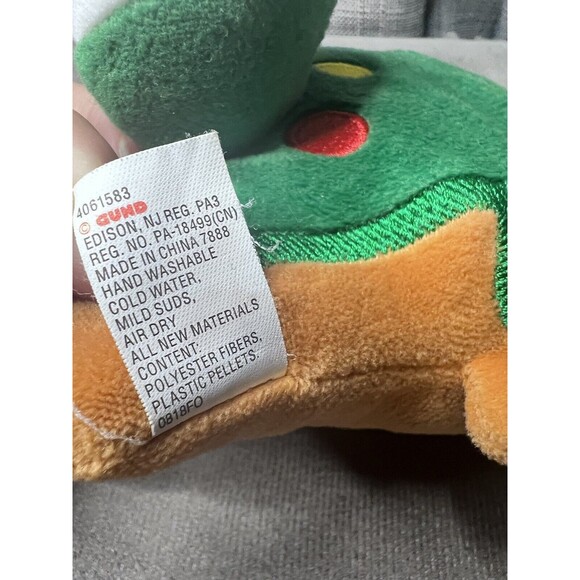 4061583
© GUND
EDISON, NJ REG. PA3
REG. NO. PA-18499(CN)
MADE IN CHINA 7888
HAND WASHABLE
COLD WATER,
MILD SUDS,
AIR DRY
ALL NEW MATERIALS
CONTENT:
POLYESTER FIBERS,
PLASTIC PELLETS.
0818FO